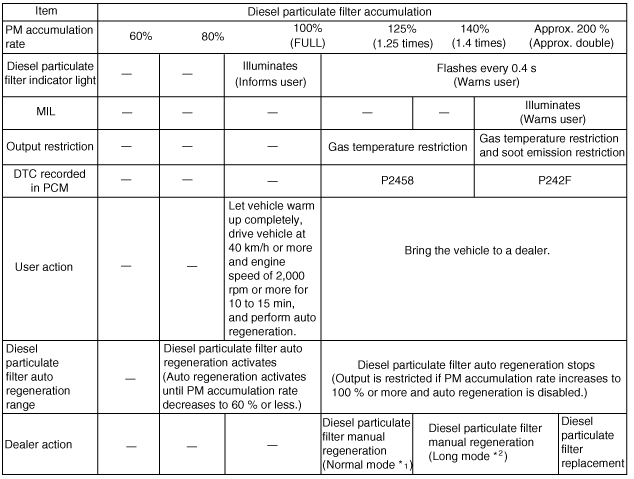 Item
Diesel particulate filter accumulation
PM accumulation
rate
60%
80%
100%
(FULL)
125%
(1.25 times)
140%
(1.4 times)
Approx. 200 %
(Approx. double)
Diesel particulate
filter indicator light
—
—
Illuminates
(Informs user)
Flashes every 0.4 s
(Warns user)
MIL
—
—
—
—
—
Illuminates
(Warns user)
Output restriction
—
—
—
Gas temperature restriction
Gas temperature restriction
and soot emission restriction
DTC recorded
in PCM
—
—
—
P2458
P242F
User action
—
—
Let vehicle warm
up completely,
drive vehicle at
40 km/h or more
and engine
speed of 2,000
rpm or more for
10 to 15 min,
and perform auto
regeneration.
Bring the vehicle to a dealer.
Diesel
particulate
filter auto
regeneration
range
—
Diesel particulate filter auto
regeneration activates
(Auto regeneration activates
until PM accumulation rate
decreases to 60 % or less.)
Diesel particulate filter auto regeneration stops
(Output is restricted if PM accumulation rate increases to
100 % or more and auto regeneration is disabled.)
Dealer action
—
—
—
Diesel particulate
filter manual
regeneration
(Normal mode *1)
Diesel particulate filter
manual regeneration
(Long mode *2)
Diesel
particulate
filter
replacement